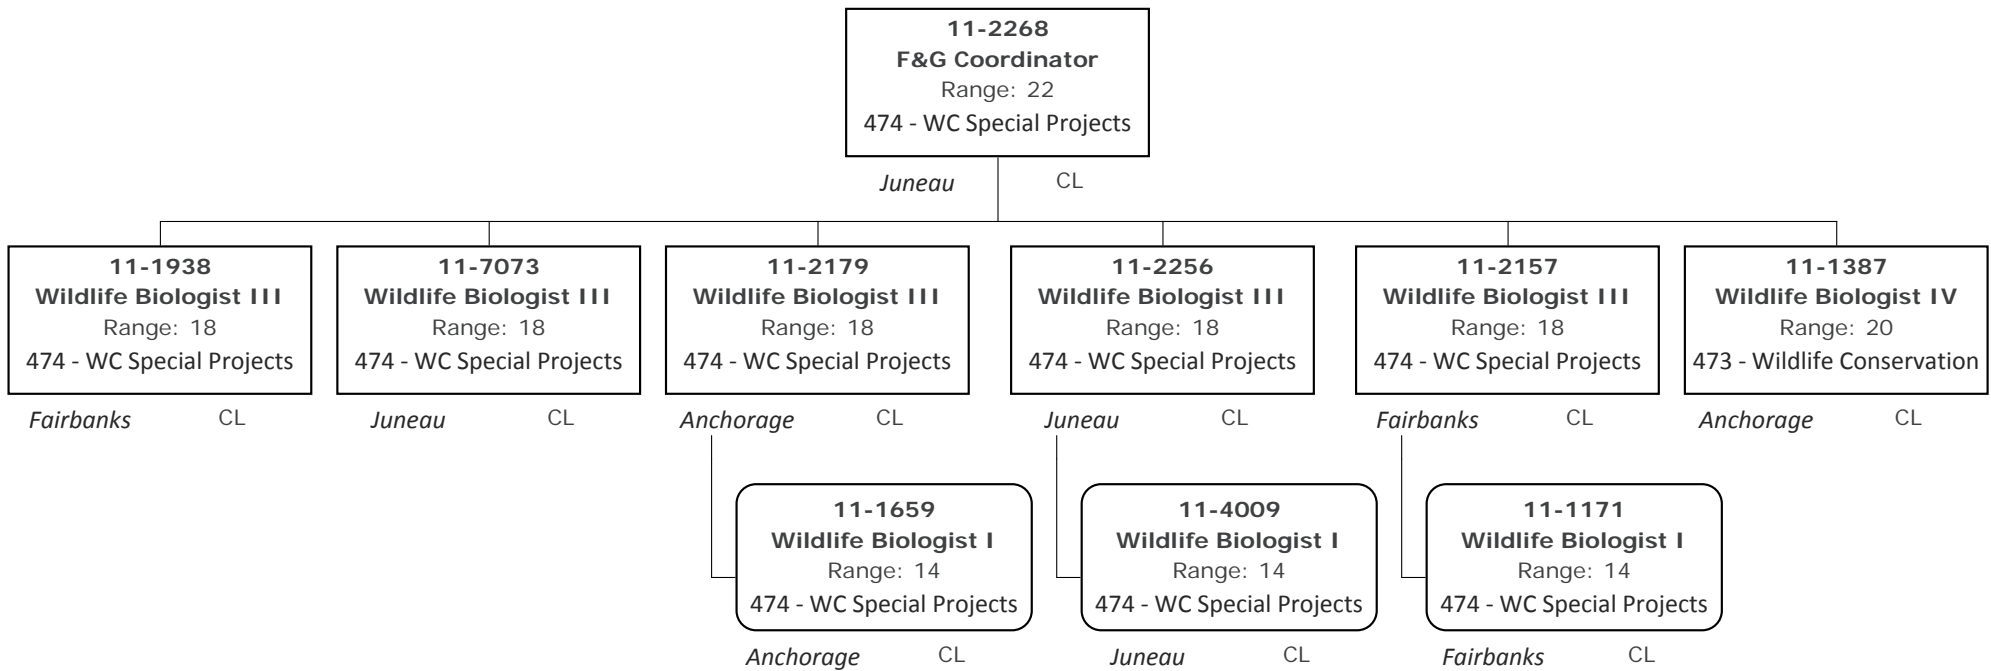 11-2268
F&G Coordinator
Range: 22
474 - WC Special Projects
Juneau CL
11-1938
Wildlife Biologist III
Range: 18
474 - WC Special Projects
Fairbanks CL
11-7073
Wildlife Biologist III
Range: 18
474 - WC Special Projects
Juneau CL
11-2179
Wildlife Biologist III
Range: 18
474 - WC Special Projects
Anchorage CL
11-2256
Wildlife Biologist III
Range: 18
474 - WC Special Projects
Juneau CL
11-2157
Wildlife Biologist III
Range: 18
474 - WC Special Projects
Fairbanks CL
11-1387
Wildlife Biologist IV
Range: 20
473 - Wildlife Conservation
Anchorage CL
11-1659
Wildlife Biologist I
Range: 14
474 - WC Special Projects
Anchorage CL
11-4009
Wildlife Biologist I
Range: 14
474 - WC Special Projects
Juneau CL
11-1171
Wildlife Biologist I
Range: 14
474 - WC Special Projects
Fairbanks CL